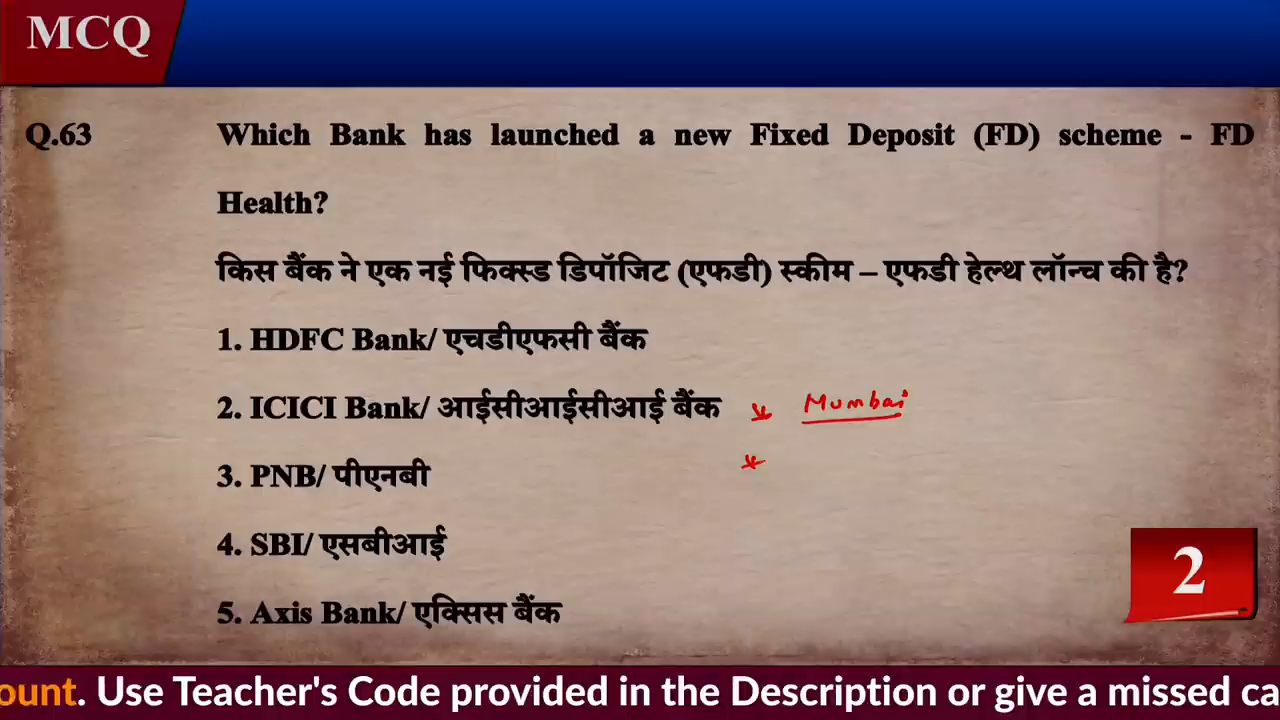 MCQ
Q.63 Which Bank has launched a new Fixed Deposit (FD) scheme - FD
Health?
किस बैंक ने एक नई फिक्स्ड डिपॉजिट (एफडी) स्कीम – एफडी हेल्थ लॉन्च की है?
1. HDFC Bank/ एचडीएफसी बैंक
2. ICICI Bank/ आईसीआईसीआई बैंक * Mumbai
*
3. PNB/ पीएनबी
4. SBI/ एसबीआई
2
5. Axis Bank/ एक्सिस बैंक
ount. Use Teacher's Code provided in the Description or give a missed ca